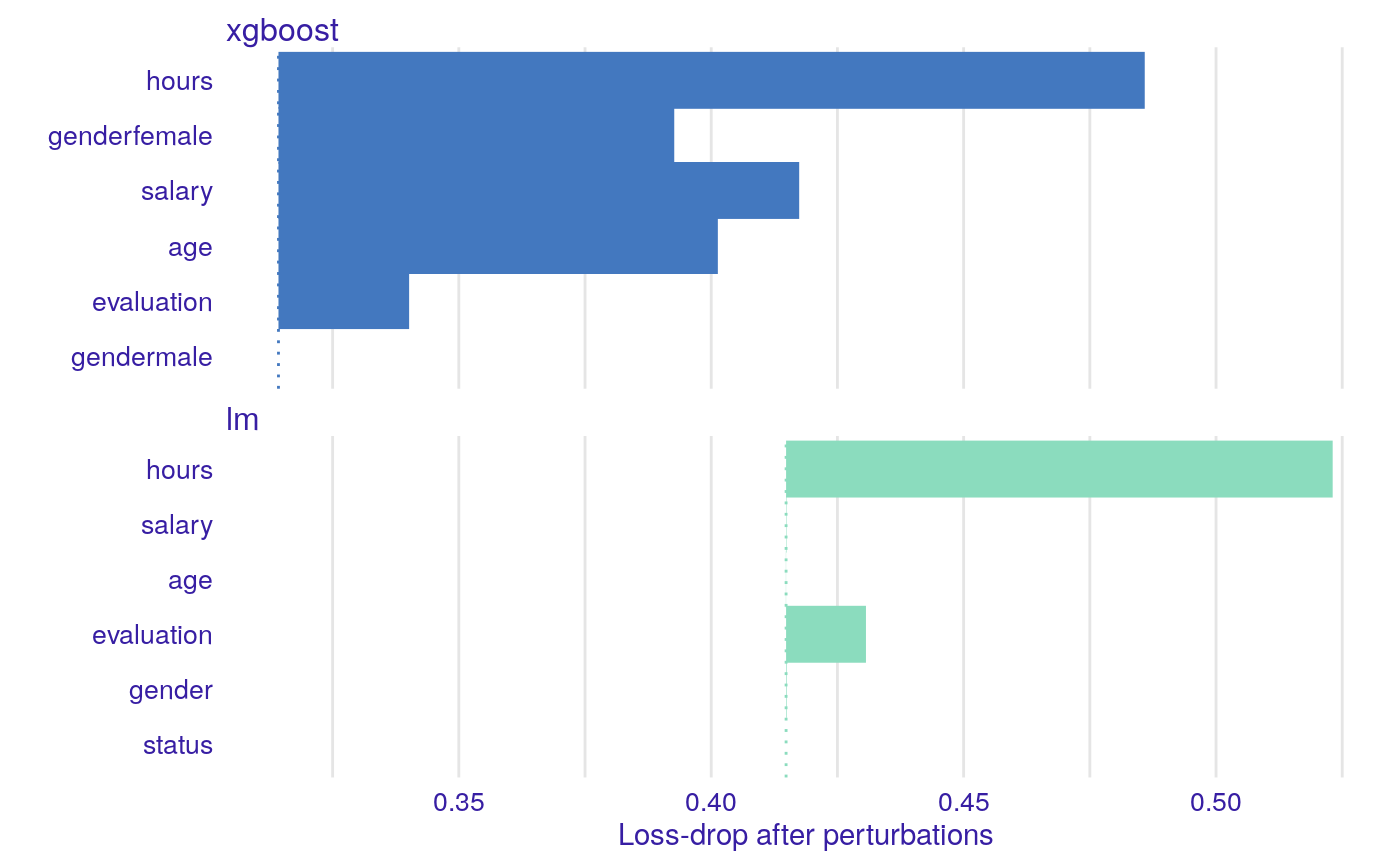 xgboost
hours
genderfemale
salary
age
evaluation
gendermale
lm
hours
salary
age
evaluation
gender
status
0.35 0.40 0.45 0.50
Loss-drop after perturbations